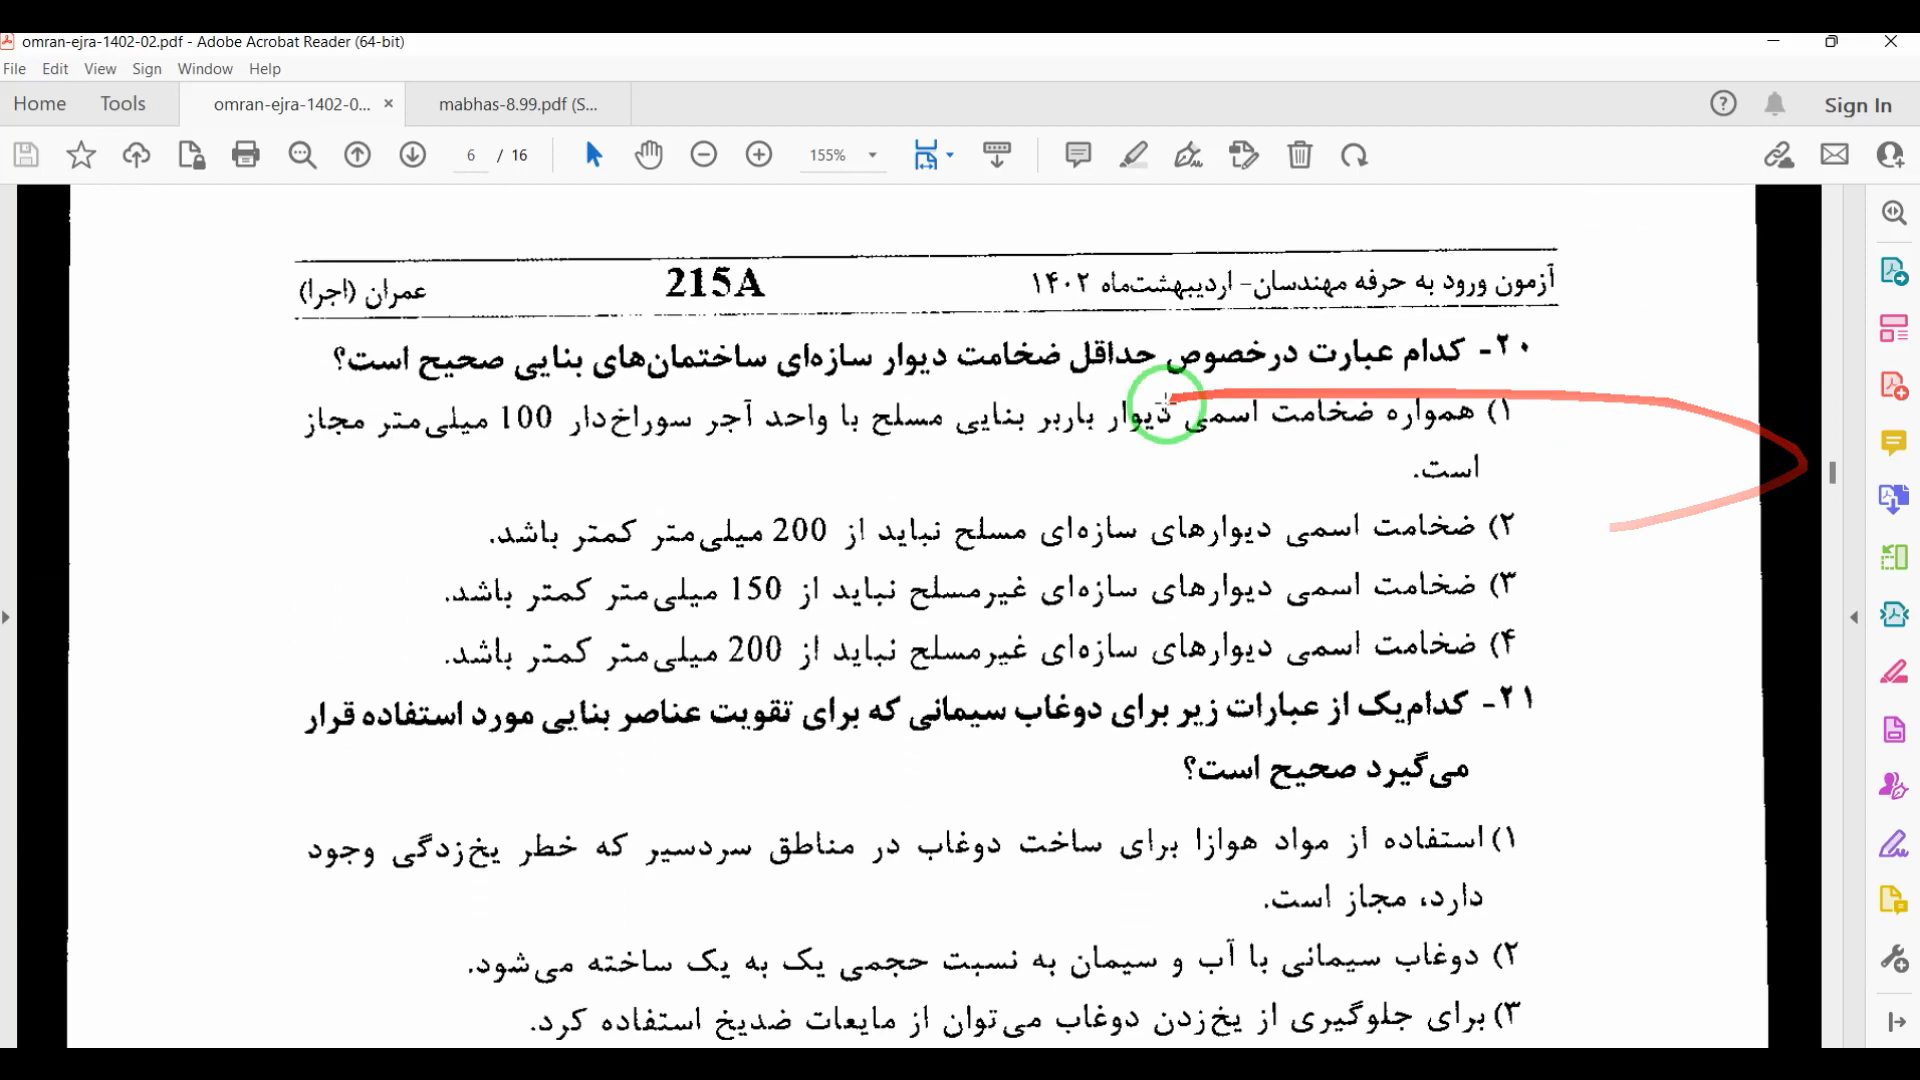 omran-ejra-1402-02.pdf - Adobe Acrobat Reader (64-bit)
File Edit View Sign Window Help
Home Tools omran-ejra-1402-0... × mabhas-8.99.pdf (S... Sign In
6 / 16 155%
آزمون ورود به حرفه مهندسان- اردیبهشت‌ماه ۱۴۰۲ 215A عمران (اجرا)
۲۰- کدام عبارت درخصوص حداقل ضخامت دیوار سازه‌ای ساختمان‌های بنایی صحیح است؟
۱) همواره ضخامت اسمی دیوار باربر بنایی مسلح با واحد آجر سوراخ‌دار 100 میلی‌متر مجاز
است.
۲) ضخامت اسمی دیوارهای سازه‌ای مسلح نباید از 200 میلی‌متر کمتر باشد.
۳) ضخامت اسمی دیوارهای سازه‌ای غیرمسلح نباید از 150 میلی‌متر کمتر باشد.
۴) ضخامت اسمی دیوارهای سازه‌ای غیرمسلح نباید از 200 میلی‌متر کمتر باشد.
۲۱- کدام‌یک از عبارات زیر برای دوغاب سیمانی که برای تقویت عناصر بنایی مورد استفاده قرار
می‌گیرد صحیح است؟
۱) استفاده از مواد هوازا برای ساخت دوغاب در مناطق سردسیر که خطر یخ‌زدگی وجود
دارد، مجاز است.
۲) دوغاب سیمانی با آب و سیمان به نسبت حجمی یک به یک ساخته می‌شود.
۳) برای جلوگیری از یخ‌زدن دوغاب می‌توان از مایعات ضدیخ استفاده کرد.